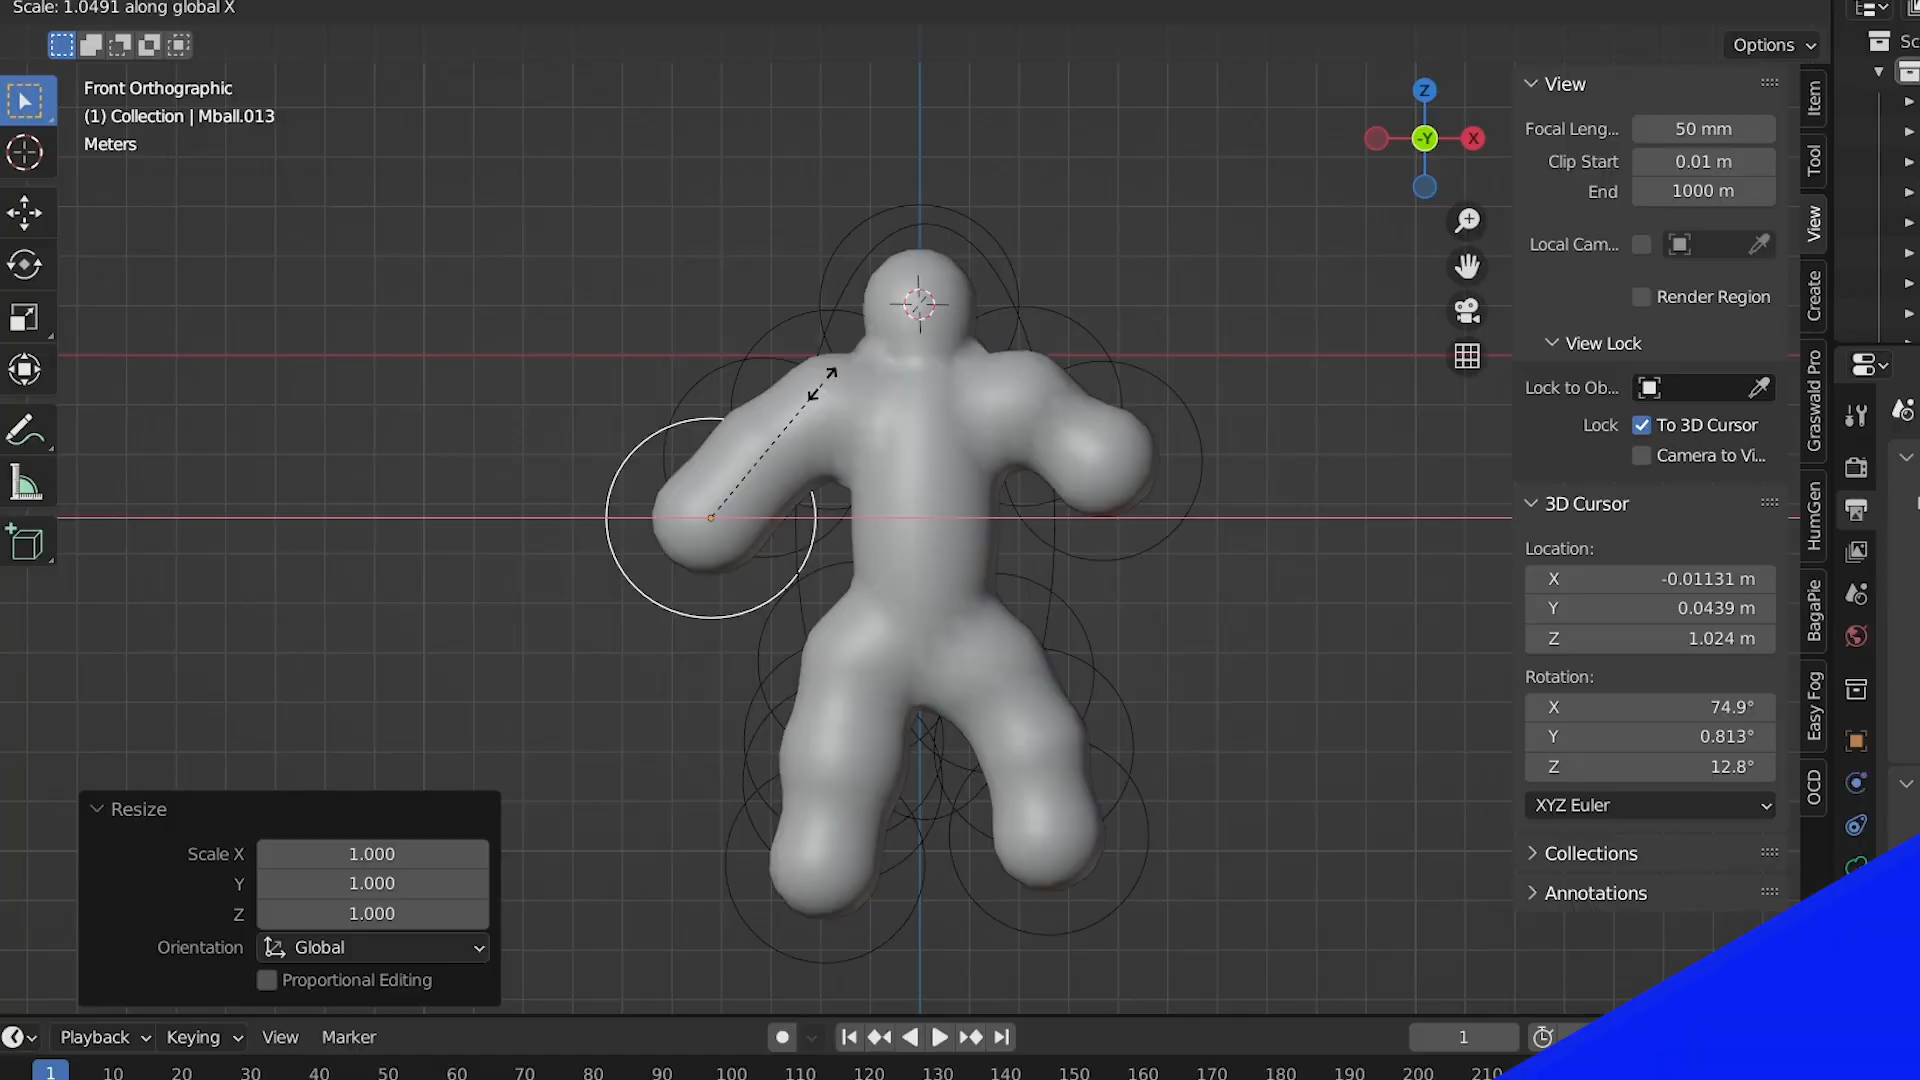 Scale: 1.0491 along global X
Options
Sc
Front Orthographic
(1) Collection | Mball.013
Meters
Z
-Y
X
View
Focal Leng... 50 mm
Clip Start 0.01 m
End 1000 m
Local Cam...
Render Region
View Lock
Lock to Ob...
Lock To 3D Cursor
Camera to Vi...
3D Cursor
Location:
X -0.01131 m
Y 0.0439 m
Z 1.024 m
Rotation:
X 74.9°
Y 0.813°
Z 12.8°
XYZ Euler
Collections
Annotations
Item
Tool
View
Create
Graswald Pro
HumGen
BagaPie
Easy Fog
OCD
Resize
Scale X 1.000
Y 1.000
Z 1.000
Orientation Global
Proportional Editing
Playback Keying View Marker
1
1 10 20 30 40 50 60 70 80 90 100 110 120 130 140 150 160 170 180 190 200 210